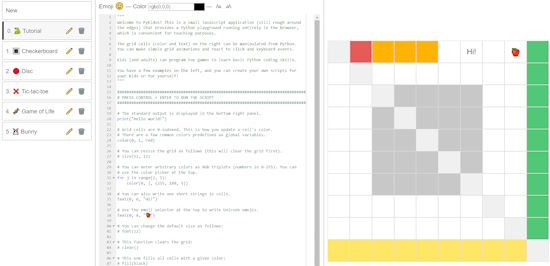 New
0. Tutorial
1. Checkerboard
2. Disc
3. Tic-tac-toe
4. Game of Life
5. Bunny
Emoji 😊 — Color rgb(0,0,0) — Aa aA
"""
Welcome to PyKids! This is a small JavaScript application (still rough around
the edges) that provides a Python playground running entirely in the browser,
which is convenient for teaching purposes.
The grid cells (color and text) on the right can be manipulated from Python.
You can make simple grid animations and react to click and keyboard events.
Kids (and adults) can program toy games to learn basic Python coding skills.
You have a few examples on the left, and you can create your own scripts for
your kids or for yourself!
"""
# PRESS CONTROL + ENTER TO RUN THE SCRIPT
# The standard output is displayed in the bottom right panel.
print("Hello world!")
# Grid cells are 0-indexed. This is how you update a cell's color.
# There are a few common colors predefined as global variables.
color(0, 1, red)
# You can resize the grid as follows (this will clear the grid first).
# size(12, 12)
# You can enter arbitrary colors as RGB triplets (numbers in 0-255). You can
# use the color picker at the top.
for j in range(2, 5):
color(0, j, (255, 180, 0))
# You can also write one short strings in cells.
text(0, 6, "Hi!")
# Use the emoji selector at the top to write Unicode emojis.
text(0, 8, "🍎")
# You can change the default size as follows:
# font(22)
# This function clears the grid:
# clear()
# This one fills all cells with a given color:
# fill(black)
Hi!